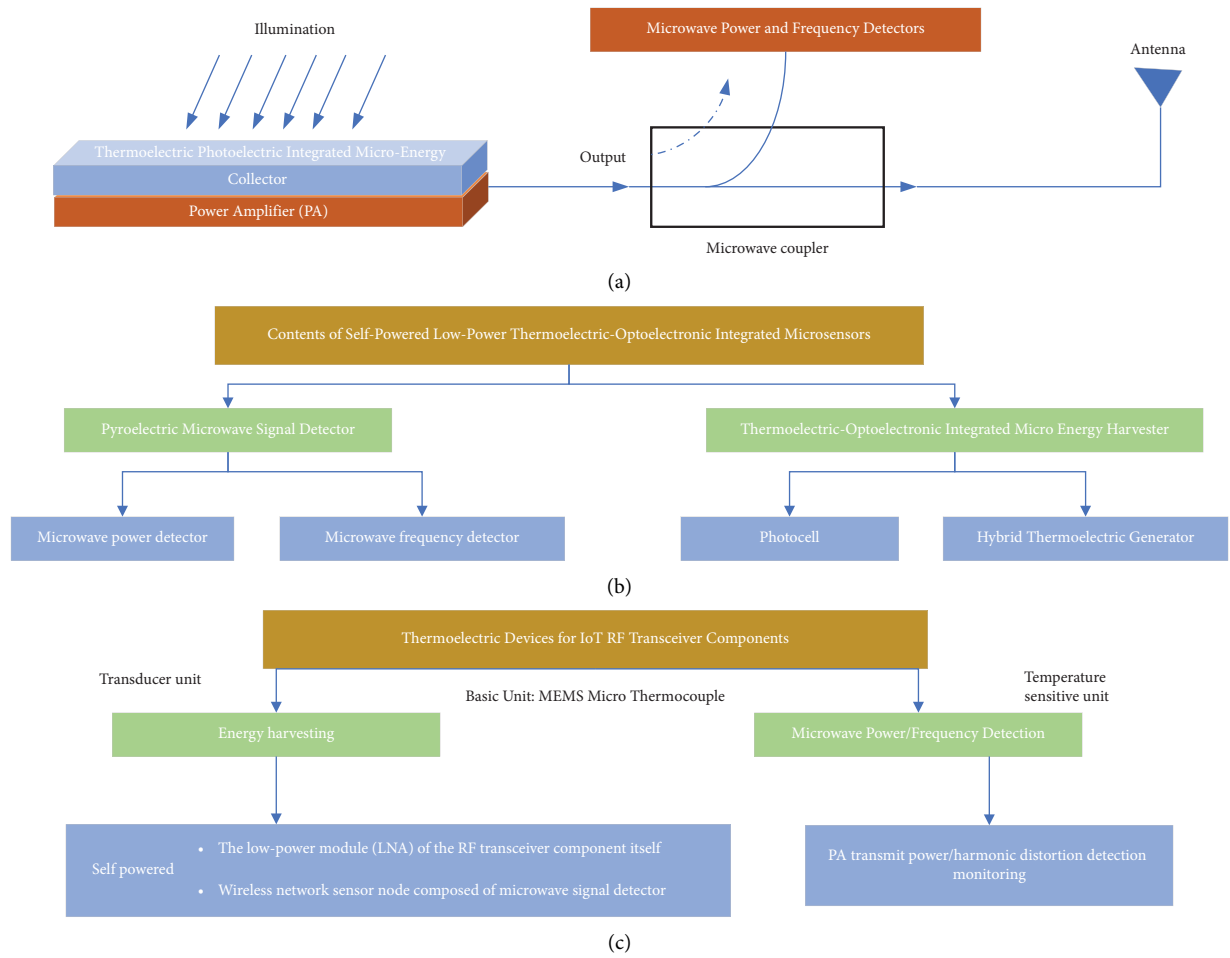 Illumination
Microwave Power and Frequency Detectors
Antenna
Thermoelectric Photoelectric Integrated Micro-Energy
Collector
Power Amplifier (PA)
Output
Microwave coupler
(a)
Contents of Self-Powered Low-Power Thermoelectric-Optoelectronic Integrated Microsensors
Pyroelectric Microwave Signal Detector
Thermoelectric-Optoelectronic Integrated Micro Energy Harvester
Microwave power detector
Microwave frequency detector
Photocell
Hybrid Thermoelectric Generator
(b)
Thermoelectric Devices for IoT RF Transceiver Components
Transducer unit
Basic Unit: MEMS Micro Thermocouple
Temperature
sensitive unit
Energy harvesting
Microwave Power/Frequency Detection
Self powered
• The low-power module (LNA) of the RF transceiver component itself
• Wireless network sensor node composed of microwave signal detector
PA transmit power/harmonic distortion detection
monitoring
(c)